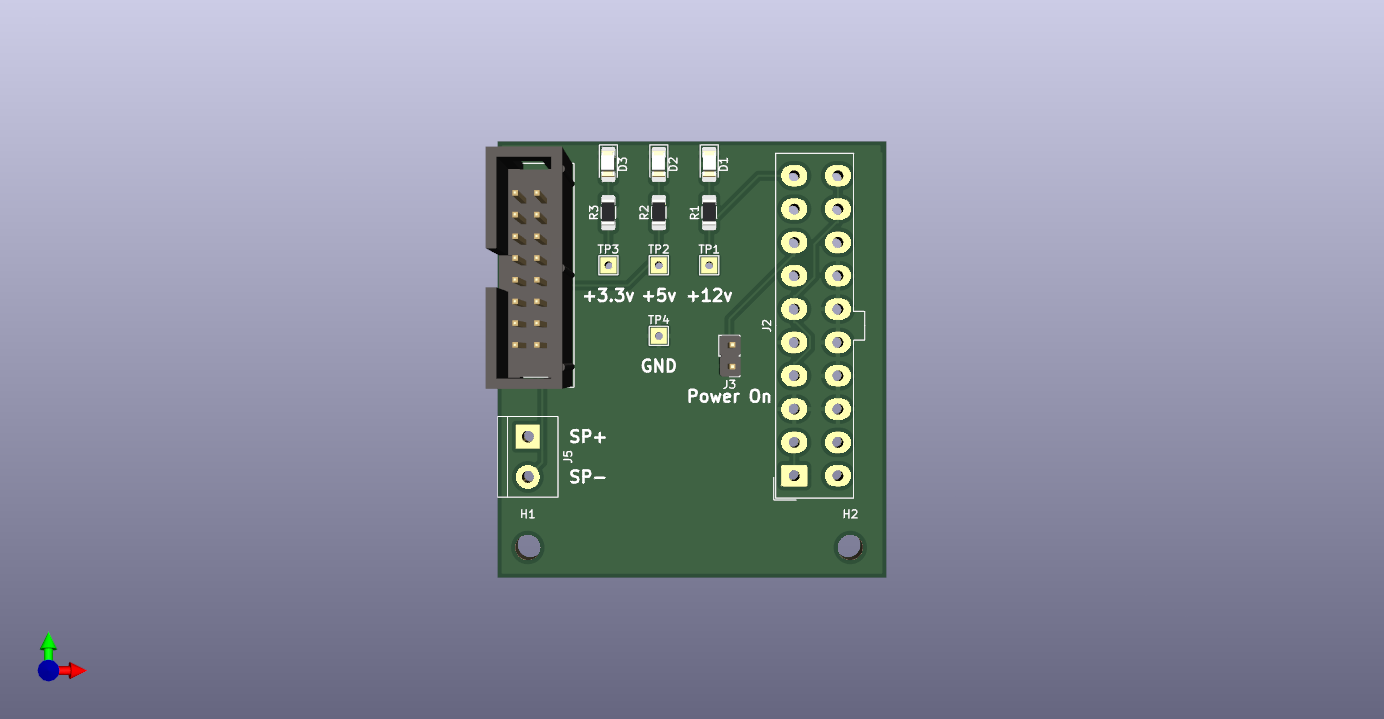 D3
D2
D1
R3
R2
R1
TP3
TP2
TP1
+3.3v
+5v
+12v
TP4
J2
GND
J3
Power On
SP+
J5
SP-
H1
H2